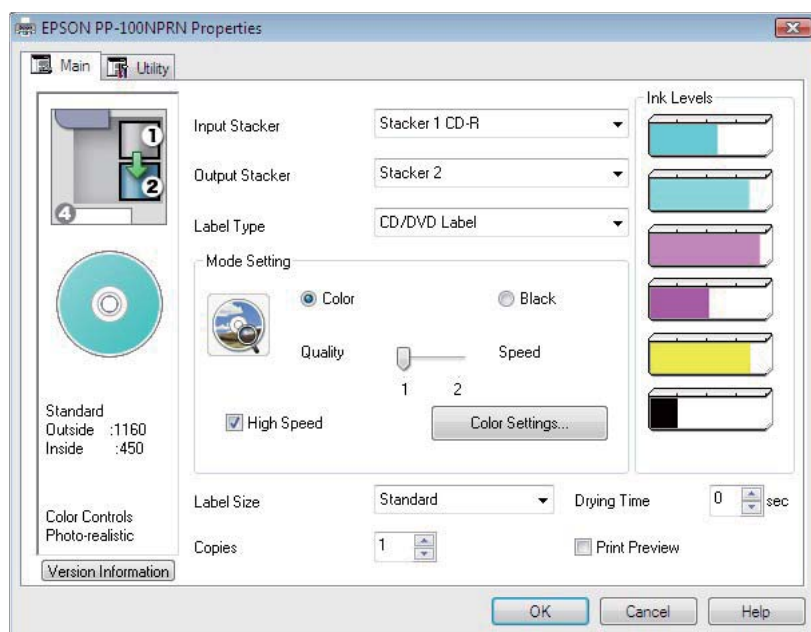 EPSON PP-100NPRN Properties
Main
Utility
1
2
4
Standard
Outside :1160
Inside :450
Color Controls
Photo-realistic
Version Information
Input Stacker Stacker 1 CD-R
Output Stacker Stacker 2
Label Type CD/DVD Label
Mode Setting
Color Black
Quality Speed
1 2
High Speed Color Settings...
Label Size Standard Drying Time 0 sec
Copies 1 Print Preview
Ink Levels
OK Cancel Help